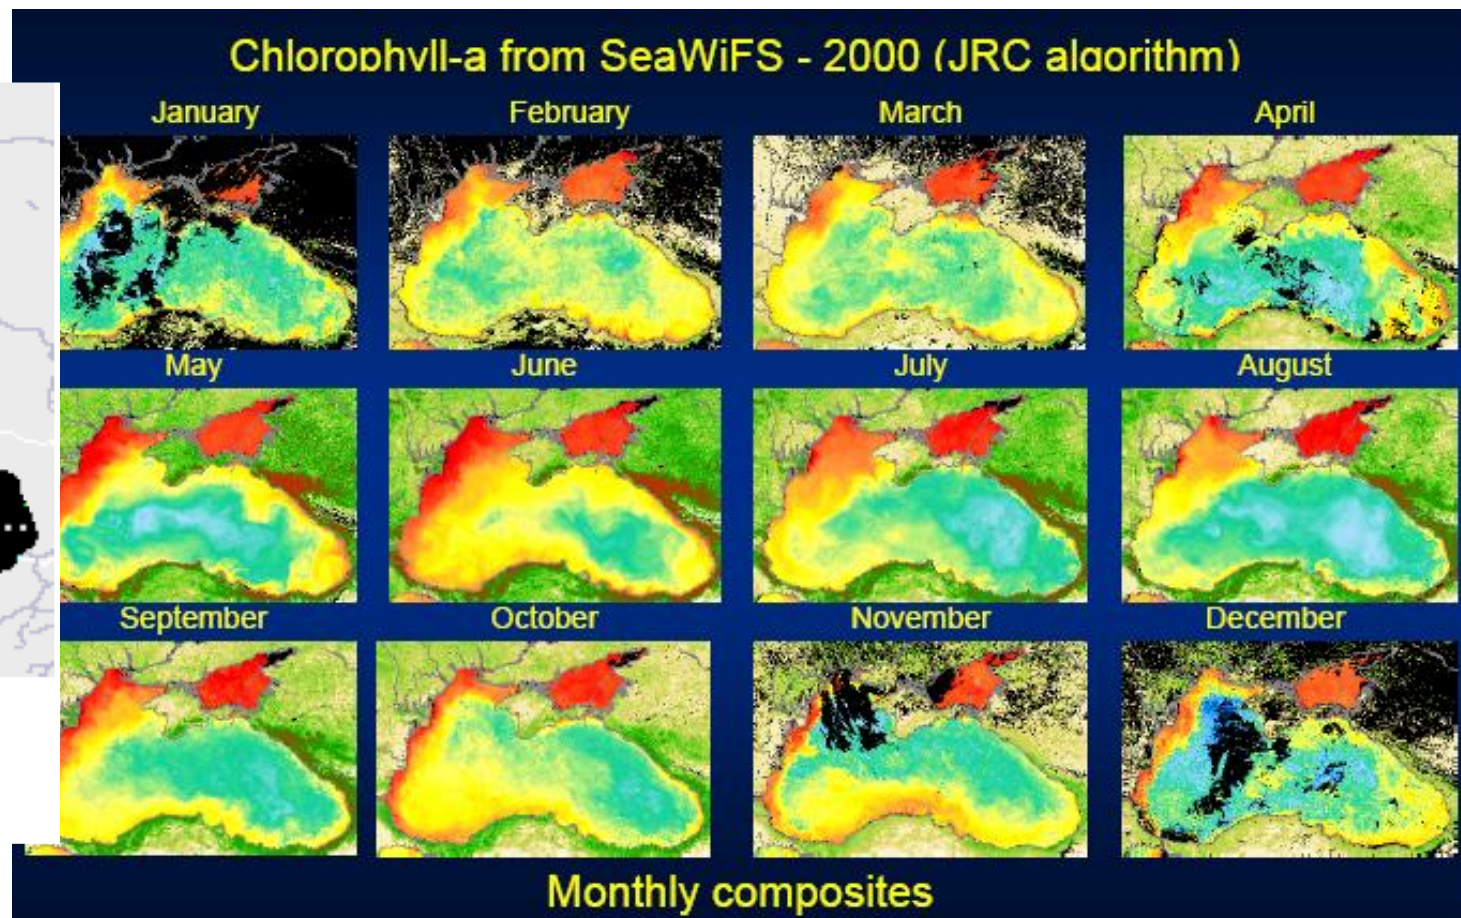 Chlorophyll-a from SeaWiFS - 2000 (JRC algorithm)
January February March April
May June July August
September October November December
Monthly composites